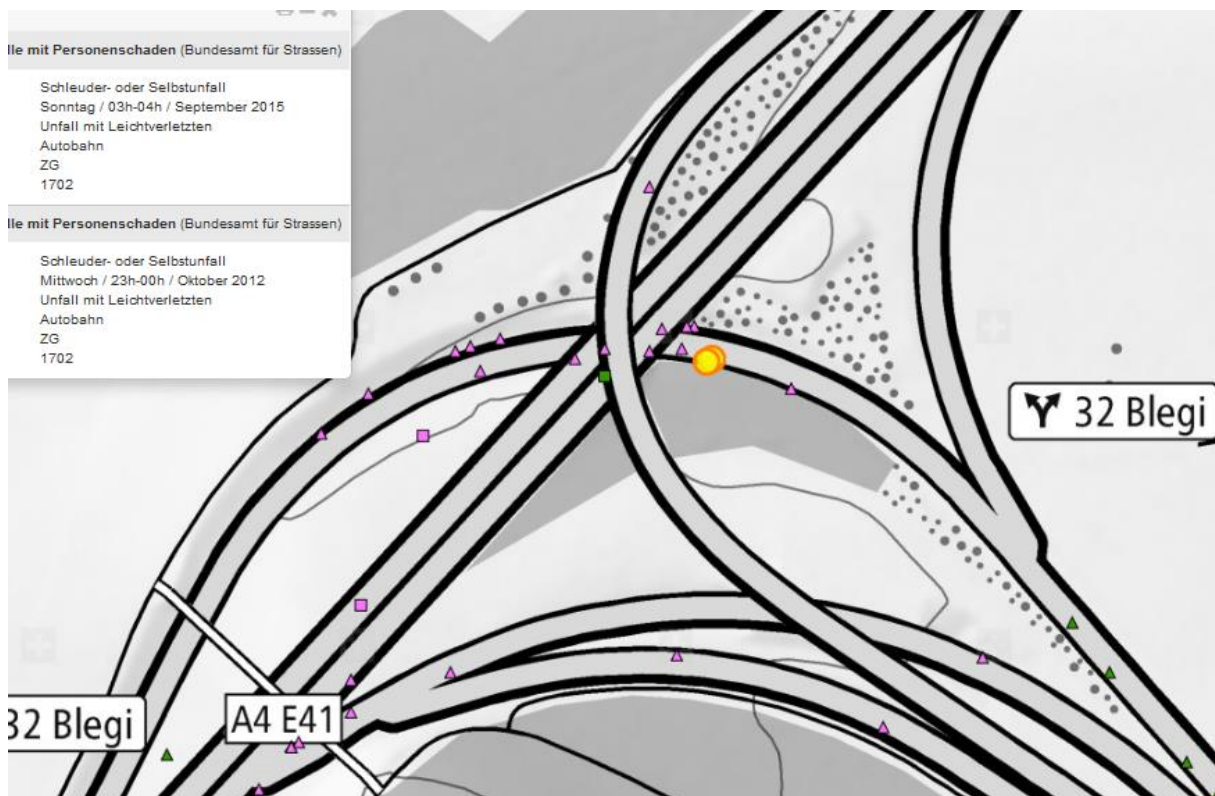 lle mit Personenschaden (Bundesamt für Strassen)
Schleuder- oder Selbstunfall
Sonntag / 03h-04h / September 2015
Unfall mit Leichtverletzten
Autobahn
ZG
1702
lle mit Personenschaden (Bundesamt für Strassen)
Schleuder- oder Selbstunfall
Mittwoch / 23h-00h / Oktober 2012
Unfall mit Leichtverletzten
Autobahn
ZG
1702
32 Blegi
32 Blegi
A4 E41